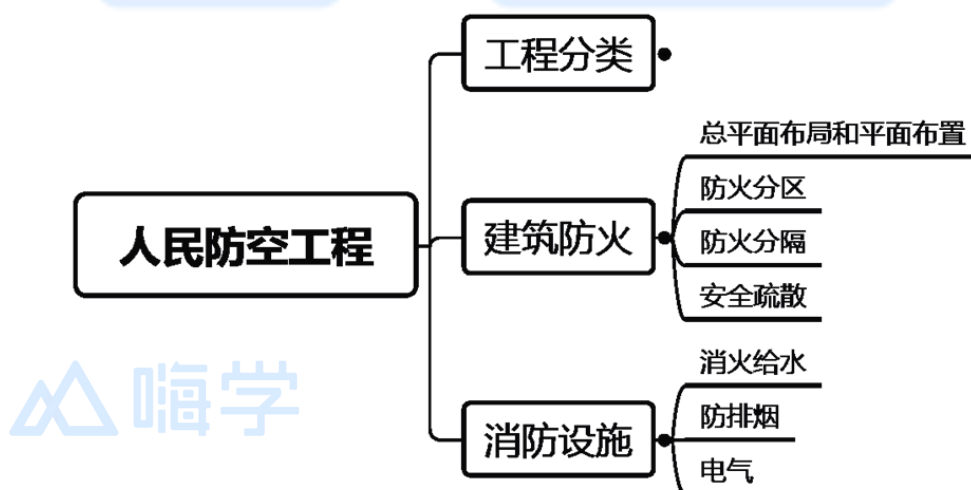 工程分类
总平面布局和平面布置
防火分区
人民防空工程
建筑防火
防火分隔
安全疏散
消火给水
嗨学
防排烟
消防设施
电气